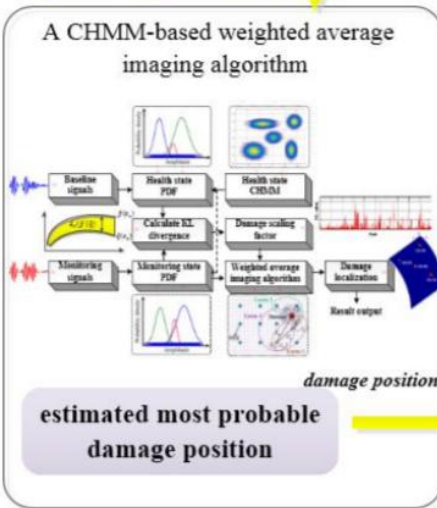 A CHMM-based weighted average
imaging algorithm
Baseline
signals
Health state
PDF
Health state
CHMM
Calculate KL
divergence
Damage scaling
factor
Monitoring
signals
Monitoring state
PDF
Weighted average
imaging algorithm
Damage
localization
Result output
damage position
estimated most probable
damage position